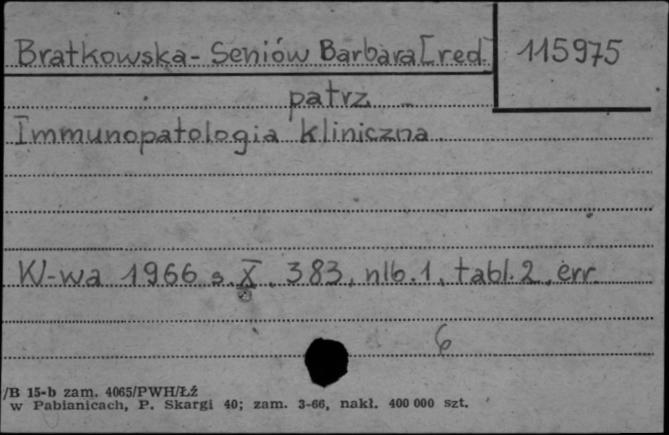 Bratkowska-Seniów Barbara [red] 115975
patrz
Immunopatologia kliniczna
W-wa 1966 s. X, 383, nlb. 1, tabl. 2, err.
6
/B 15-b zam. 4065/PWH/ŁŹ
w Pabianicach, P. Skargi 40; zam. 3-66, nakł. 400 000 szt.